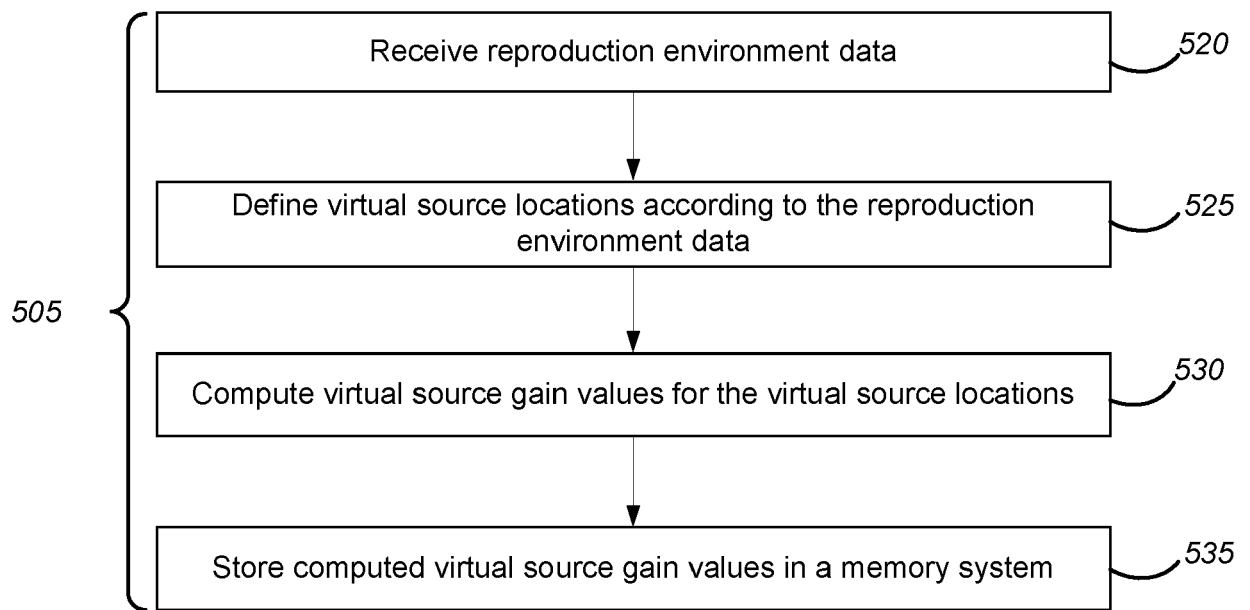 Receive reproduction environment data
520
Define virtual source locations according to the reproduction
environment data
525
505
Compute virtual source gain values for the virtual source locations
530
Store computed virtual source gain values in a memory system
535